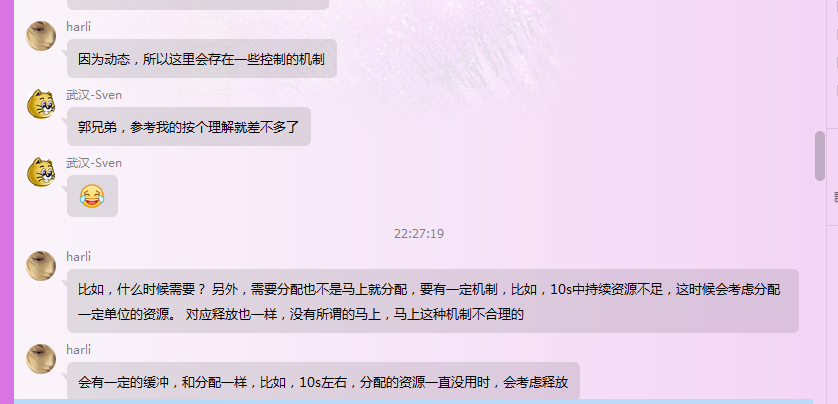 harli
因为动态，所以这里会存在一些控制的机制
武汉-Sven
郭兄弟，参考我的按个理解就差不多了
武汉-Sven
22:27:19
harli
比如，什么时候需要？ 另外，需要分配也不是马上就分配，要有一定机制，比如，10s中持续资源不足，这时候会考虑分配
一定单位的资源。 对应释放也一样，没有所谓的马上，马上这种机制不合理的
harli
会有一定的缓冲，和分配一样，比如，10s左右，分配的资源一直没用时，会考虑释放